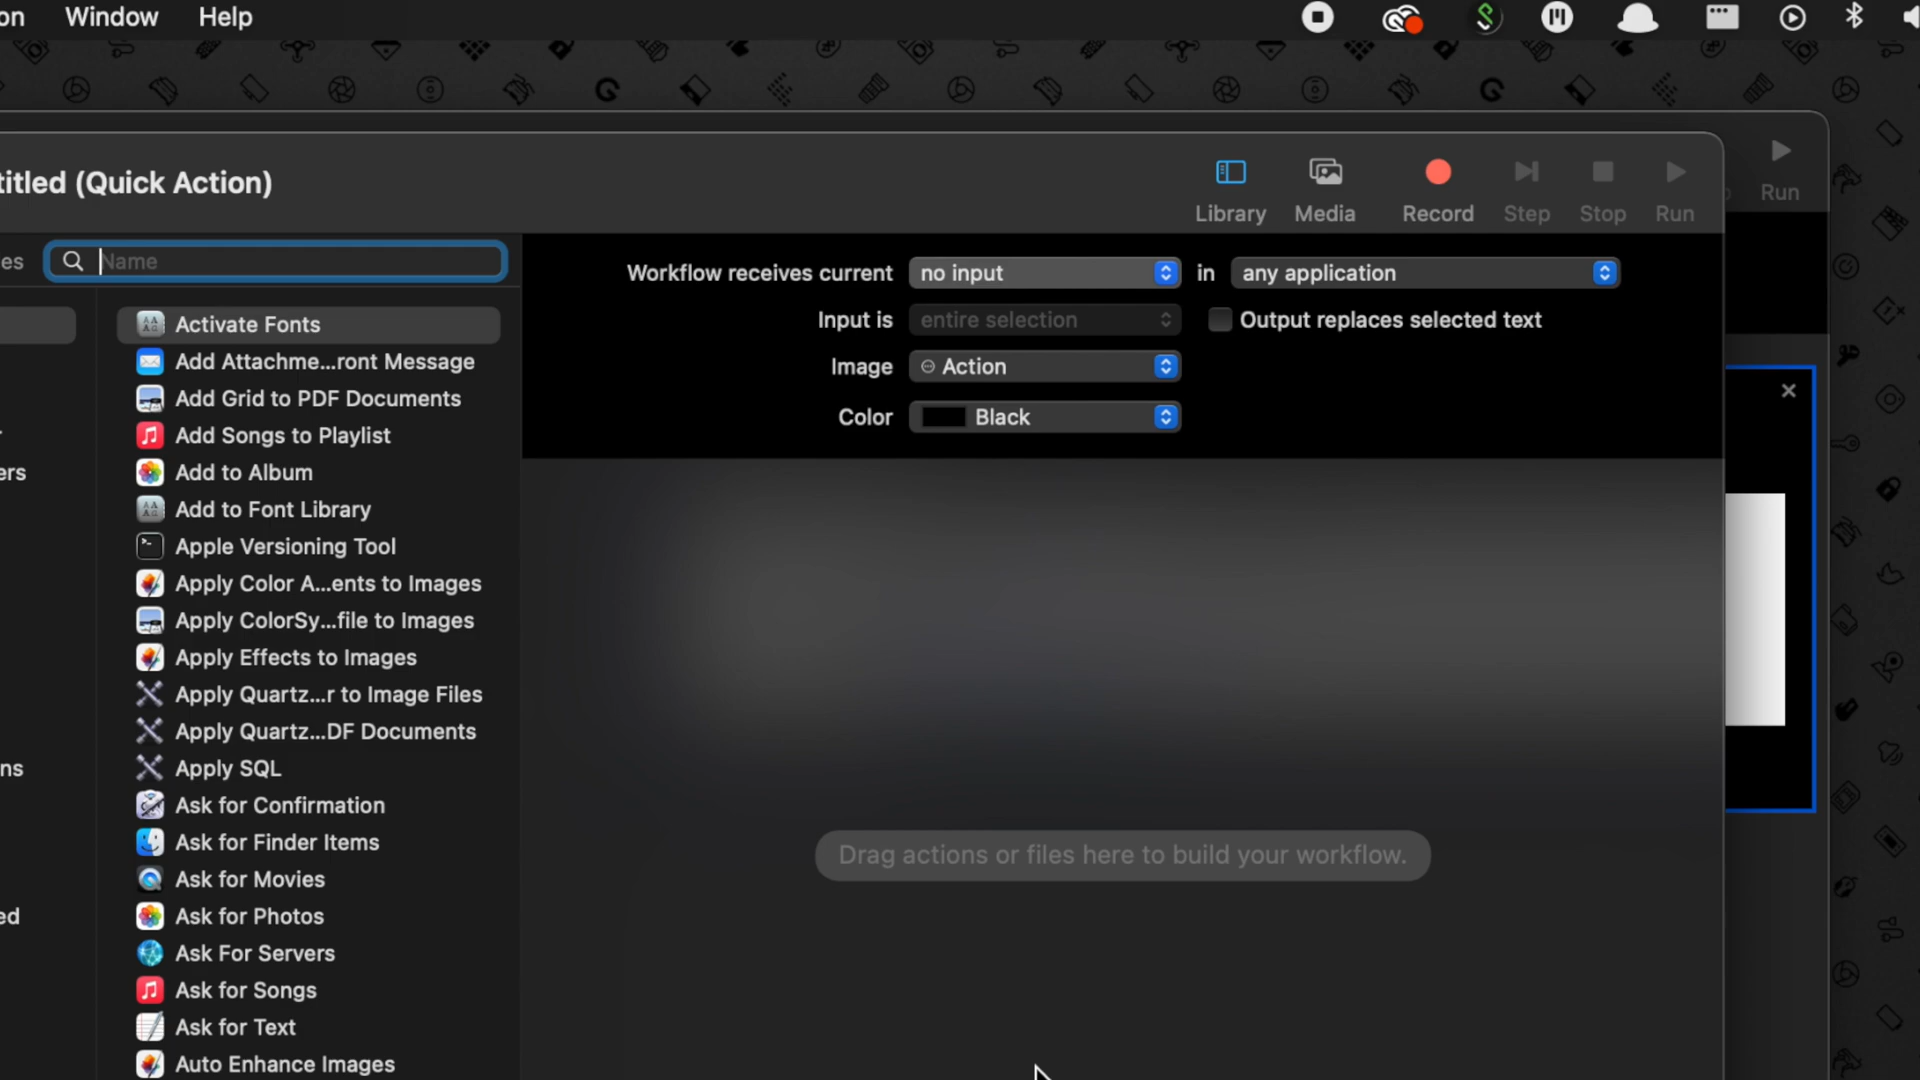 on Window Help
titled (Quick Action)
Library Media Record Step Stop Run
Run
es Name
Workflow receives current no input in any application
Input is entire selection Output replaces selected text
Image Action
Color Black
Activate Fonts
Add Attachme...ront Message
Add Grid to PDF Documents
Add Songs to Playlist
ers Add to Album
Add to Font Library
Apple Versioning Tool
Apply Color A...ents to Images
Apply ColorSy...file to Images
Apply Effects to Images
Apply Quartz...r to Image Files
Apply Quartz...DF Documents
ns Apply SQL
Ask for Confirmation
Ask for Finder Items
Drag actions or files here to build your workflow.
Ask for Movies
ed Ask for Photos
Ask For Servers
Ask for Songs
Ask for Text
Auto Enhance Images